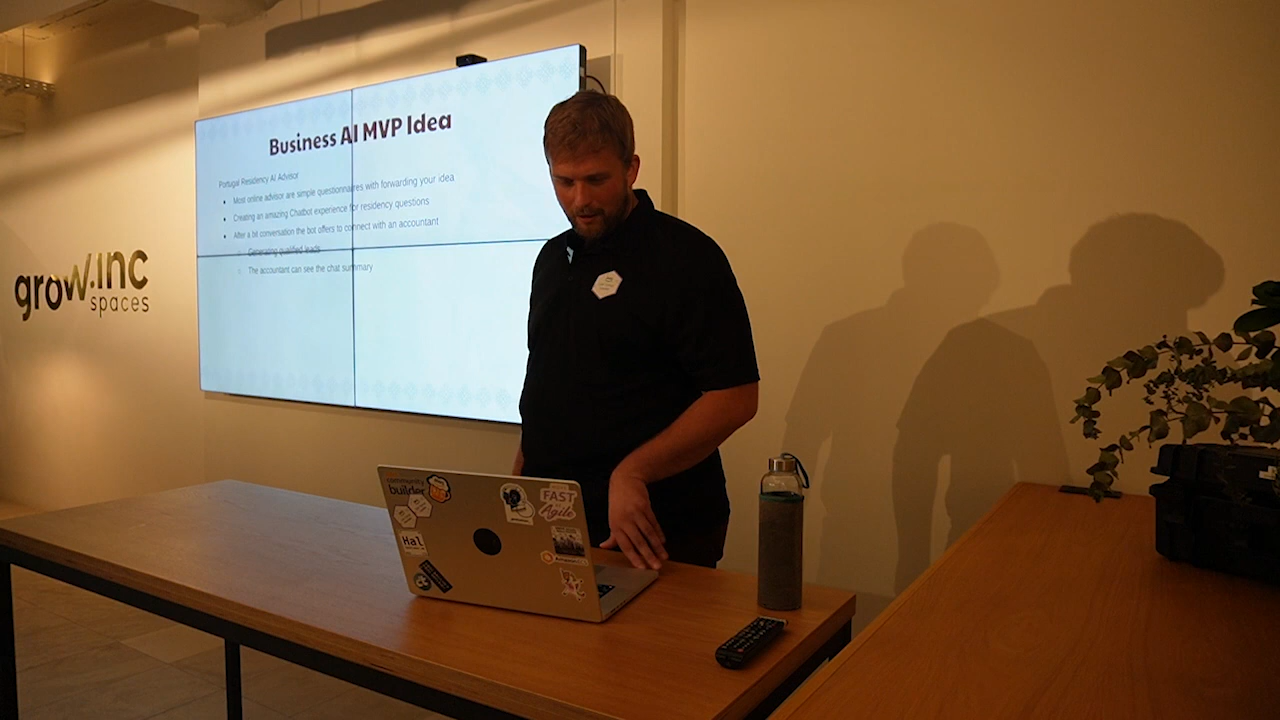 Business AI MVP Idea
Portugal Residency AI Advisor
Most online advisor are simple questionnaires with forwarding your idea
Creating an amazing Chatbot experience for residency questions
After a bit conversation the bot offers to connect with an accountant
Generating qualified leads
The accountant can see the chat summary
grow.inc
spaces
community
builder
FAST
Agile
Hal